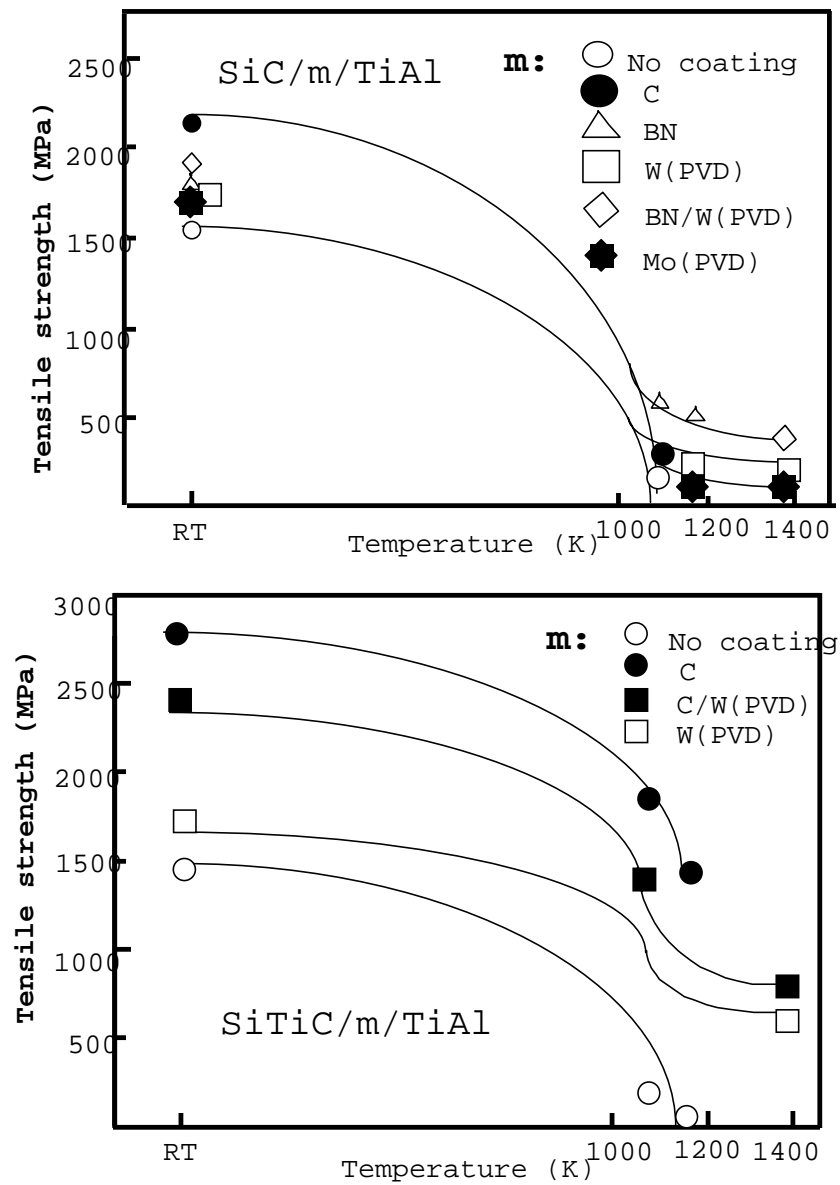 2500
SiC/m/TiAl
m:
No coating
C
2000
BN
W(PVD)
BN/W(PVD)
1500
Mo(PVD)
1000
500
Tensile strength (MPa)
RT
1000 1200 1400
Temperature (K)
3000
m:
No coating
C
2500
C/W(PVD)
W(PVD)
2000
1500
1000
SiTiC/m/TiAl
500
Tensile strength (MPa)
RT
1000 1200 1400
Temperature (K)